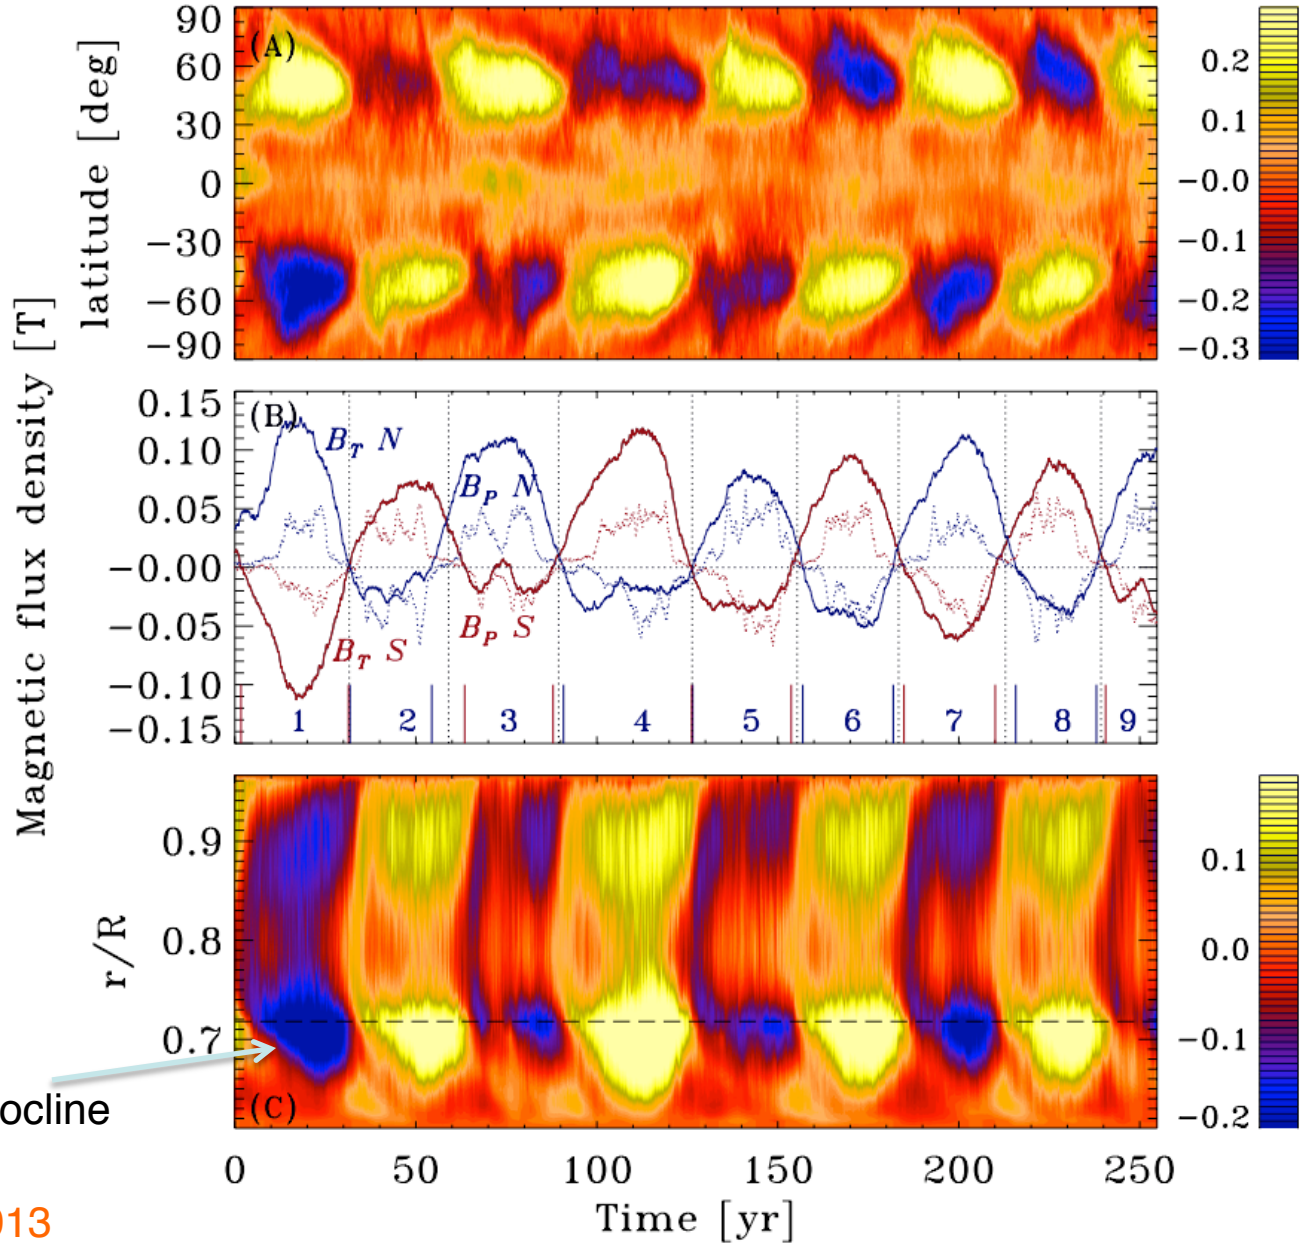 Magnetic flux density [T]
latitude [deg]
(A)
90
60
30
0
−30
−60
−90
0.2
0.1
−0.0
−0.1
−0.2
−0.3
(B)
0.15
0.10
0.05
−0.00
−0.05
−0.10
−0.15
B_T N
B_P N
B_T S
B_P S
1 2 3 4 5 6 7 8 9
r/R
0.9
0.8
0.7
(C)
0.1
0.0
−0.1
−0.2
ocline
0 50 100 150 200 250
Time [yr]
013